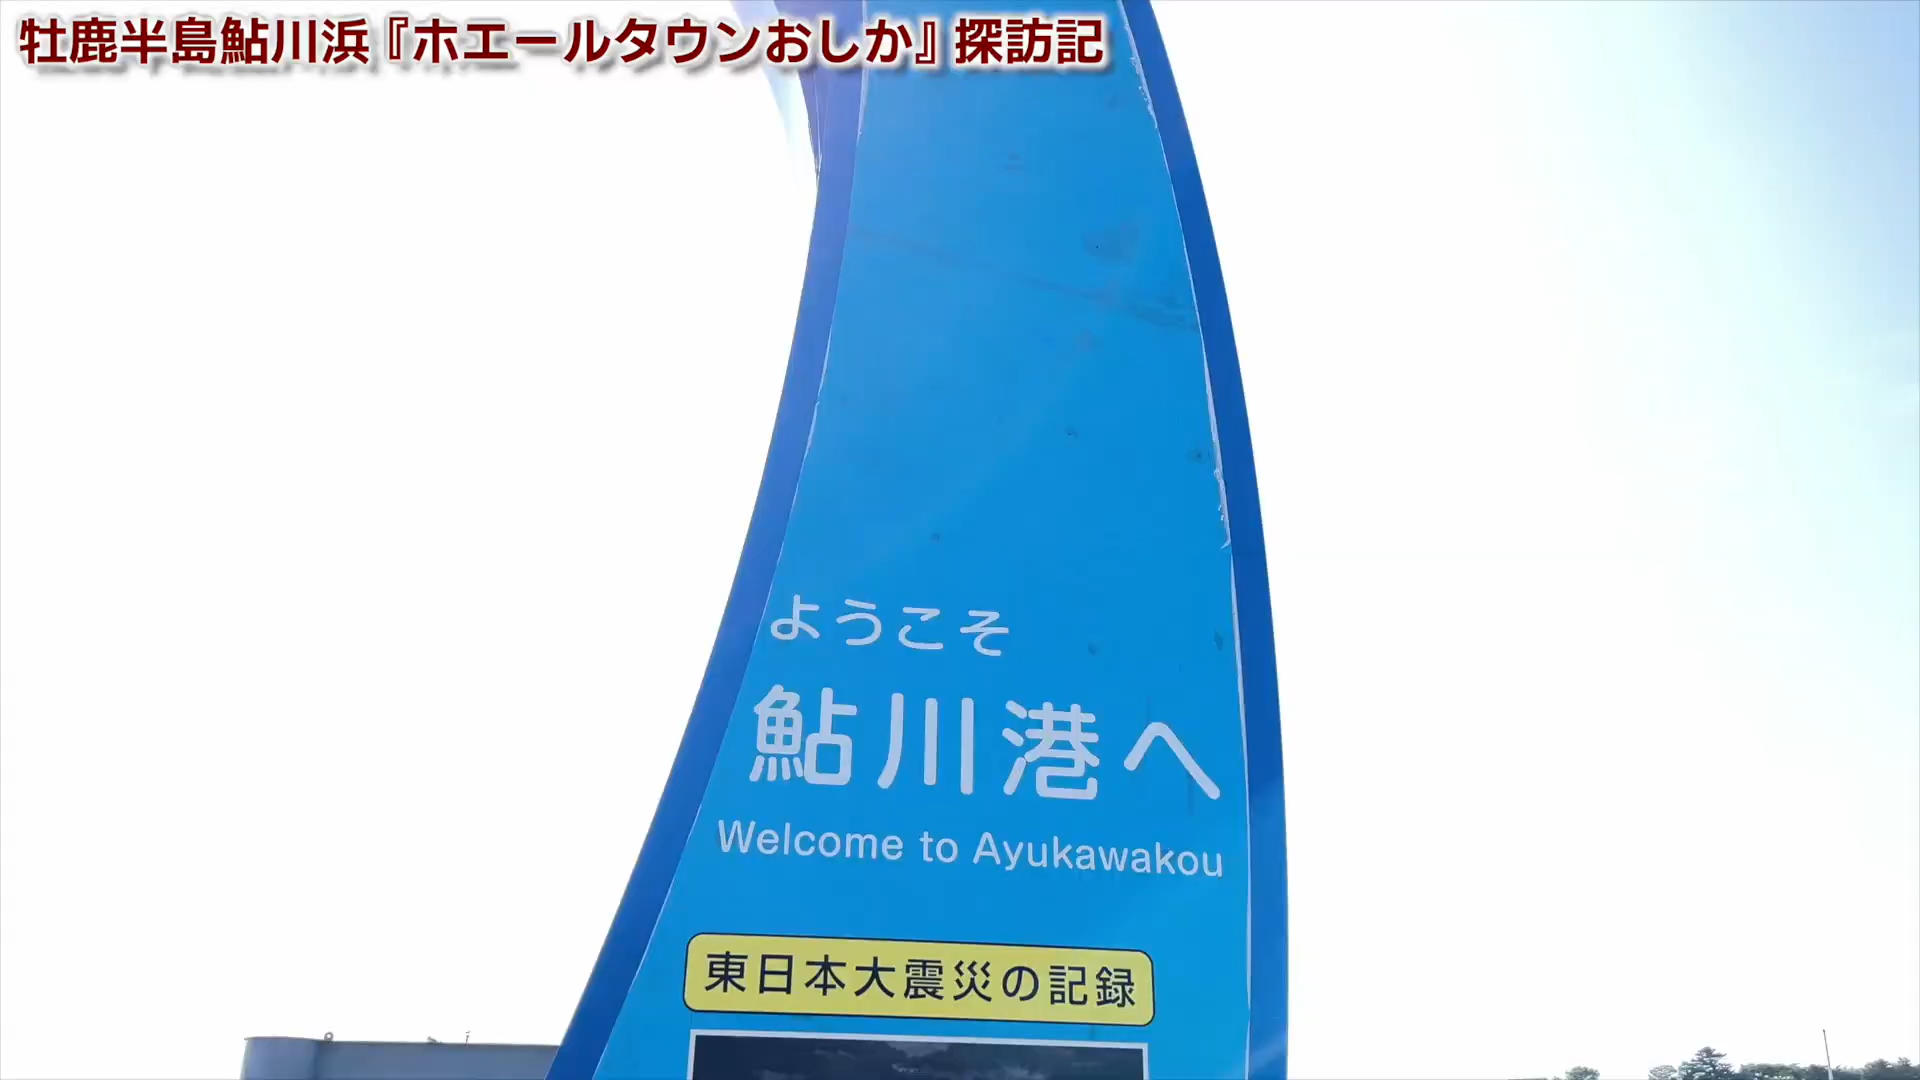 牡鹿半島鮎川浜『ホエールタウンおしか』探訪記
ようこそ
鮎川港へ
Welcome to Ayukawakou
東日本大震災の記録